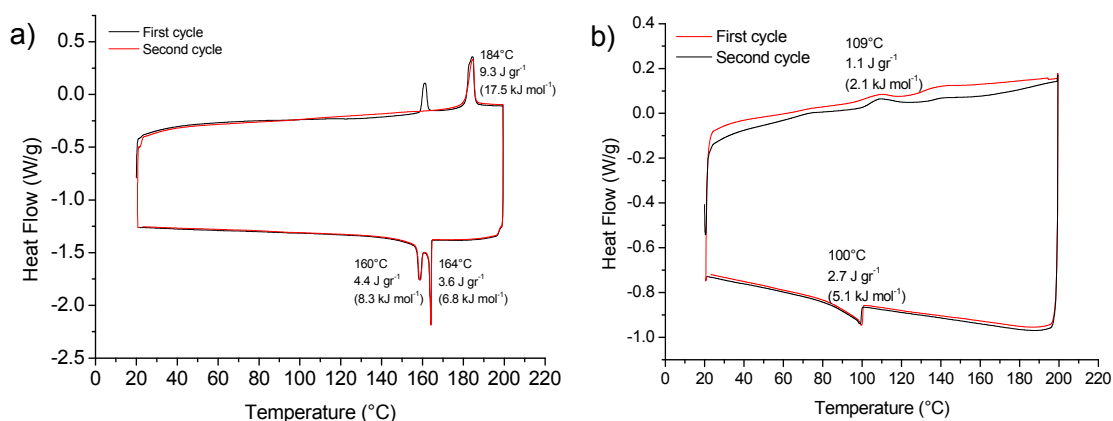 a)
First cycle
Second cycle
184°C
9.3 J gr⁻¹
(17.5 kJ mol⁻¹)
160°C
4.4 J gr⁻¹
(8.3 kJ mol⁻¹)
164°C
3.6 J gr⁻¹
(6.8 kJ mol⁻¹)
0.5
0.0
-0.5
-1.0
-1.5
-2.0
-2.5
Heat Flow (W/g)
0 20 40 60 80 100 120 140 160 180 200 220
Temperature (°C)
b)
First cycle
Second cycle
109°C
1.1 J gr⁻¹
(2.1 kJ mol⁻¹)
100°C
2.7 J gr⁻¹
(5.1 kJ mol⁻¹)
0.4
0.2
0.0
-0.2
-0.4
-0.6
-0.8
-1.0
Heat Flow (W/g)
0 20 40 60 80 100 120 140 160 180 200 220
Temperature (°C)